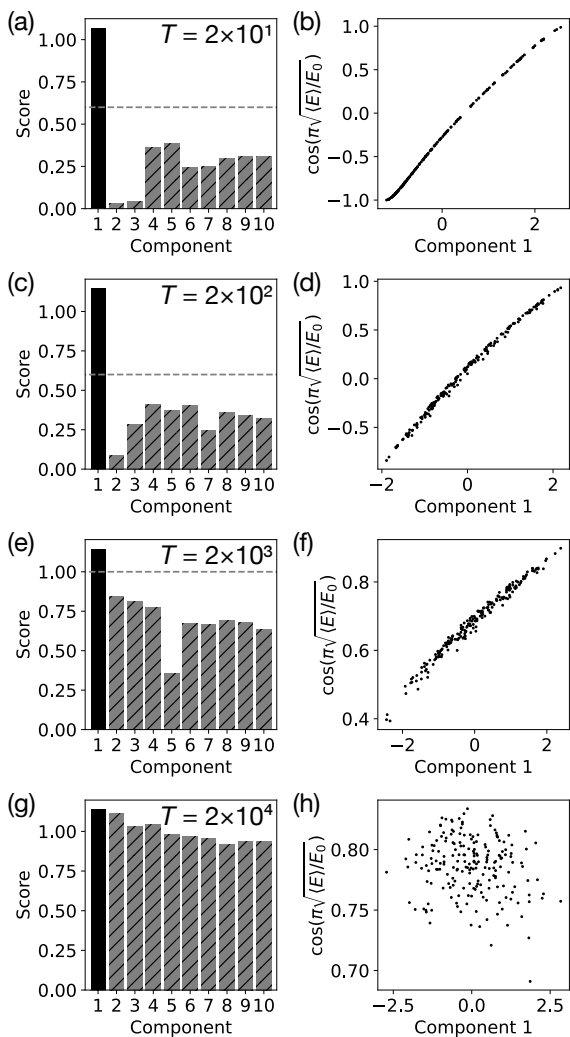 (a)
T = 2×10¹
Score
1.00
0.75
0.50
0.25
0.00
1 2 3 4 5 6 7 8 9 10
Component
(b)
cos(π√⟨E⟩/E₀)
1.0
0.5
0.0
−0.5
−1.0
0 2
Component 1
(c)
T = 2×10²
Score
1.00
0.75
0.50
0.25
0.00
1 2 3 4 5 6 7 8 9 10
Component
(d)
cos(π√⟨E⟩/E₀)
1.0
0.5
0.0
−0.5
−2 −1 0 1 2
Component 1
(e)
T = 2×10³
Score
1.00
0.75
0.50
0.25
0.00
1 2 3 4 5 6 7 8 9 10
Component
(f)
cos(π√⟨E⟩/E₀)
0.8
0.6
0.4
−2 0 2
Component 1
(g)
T = 2×10⁴
Score
1.00
0.75
0.50
0.25
0.00
1 2 3 4 5 6 7 8 9 10
Component
(h)
cos(π√⟨E⟩/E₀)
0.80
0.75
0.70
−2.5 0.0 2.5
Component 1